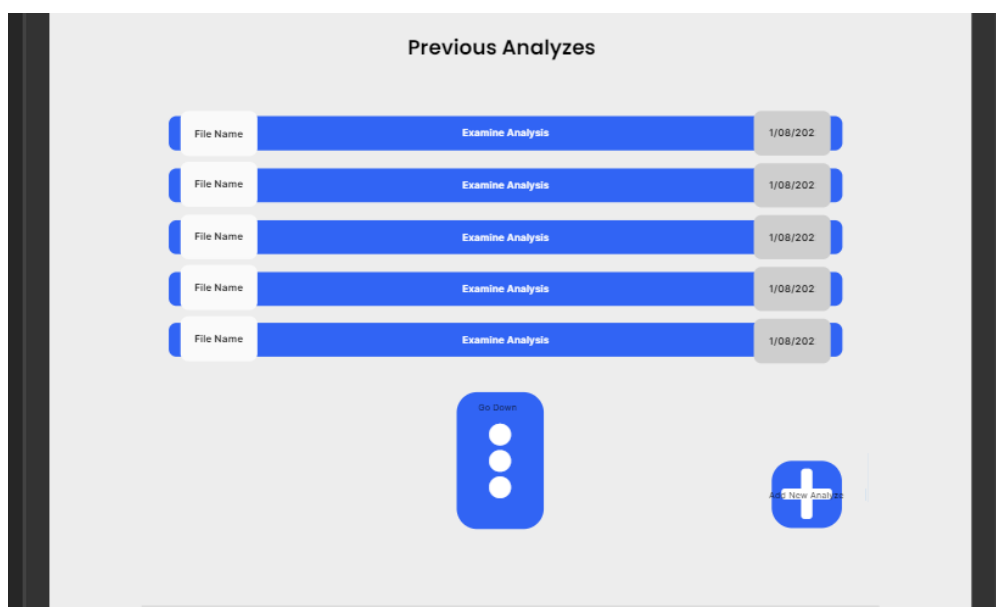 Previous Analyzes
File Name Examine Analysis 1/08/202
File Name Examine Analysis 1/08/202
File Name Examine Analysis 1/08/202
File Name Examine Analysis 1/08/202
File Name Examine Analysis 1/08/202
Go Down
Add New Analyze